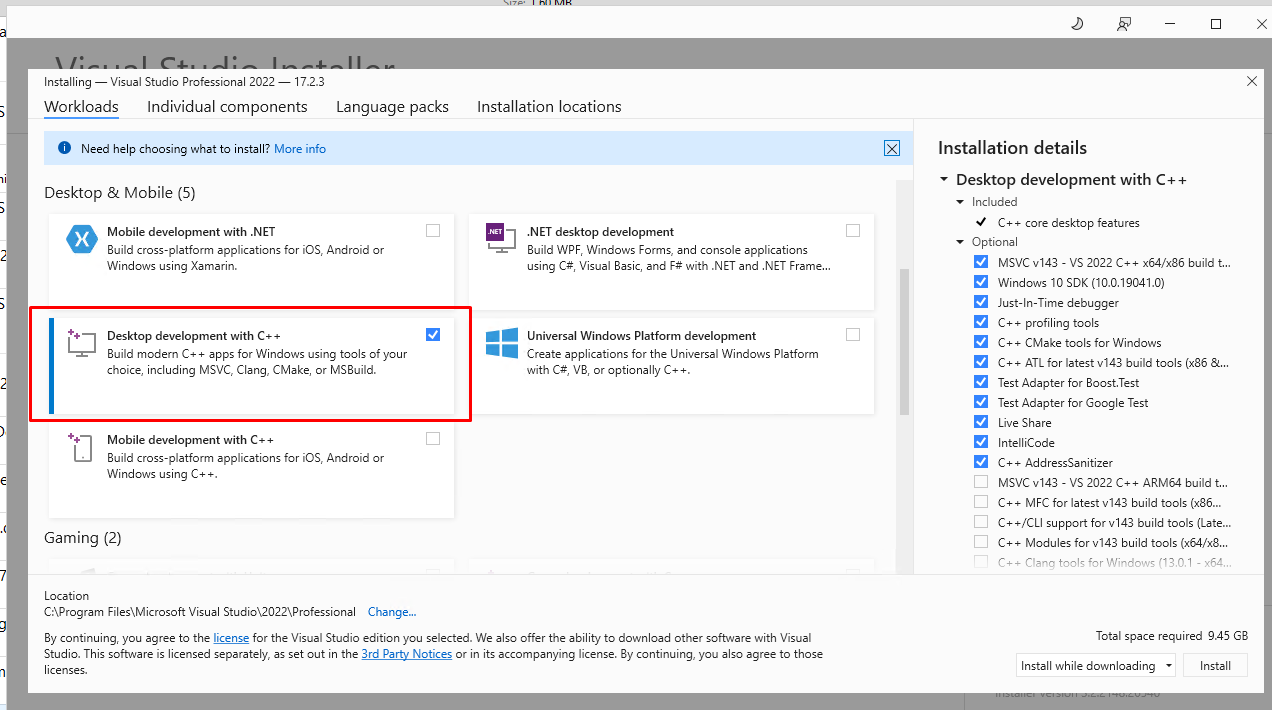 Size: 1.60 MB
Visual Studio Installer
Installing — Visual Studio Professional 2022 — 17.2.3
Workloads Individual components Language packs Installation locations
Need help choosing what to install? More info
Desktop & Mobile (5)
Mobile development with .NET
Build cross-platform applications for iOS, Android or
Windows using Xamarin.
.NET
.NET desktop development
Build WPF, Windows Forms, and console applications
using C#, Visual Basic, and F# with .NET and .NET Frame...
Desktop development with C++
Build modern C++ apps for Windows using tools of your
choice, including MSVC, Clang, CMake, or MSBuild.
Universal Windows Platform development
Create applications for the Universal Windows Platform
with C#, VB, or optionally C++.
Mobile development with C++
Build cross-platform applications for iOS, Android or
Windows using C++.
Gaming (2)
Installation details
Desktop development with C++
Included
C++ core desktop features
Optional
MSVC v143 - VS 2022 C++ x64/x86 build t...
Windows 10 SDK (10.0.19041.0)
Just-In-Time debugger
C++ profiling tools
C++ CMake tools for Windows
C++ ATL for latest v143 build tools (x86 &...
Test Adapter for Boost.Test
Test Adapter for Google Test
Live Share
IntelliCode
C++ AddressSanitizer
MSVC v143 - VS 2022 C++ ARM64 build t...
C++ MFC for latest v143 build tools (x86...
C++/CLI support for v143 build tools (Late...
C++ Modules for v143 build tools (x64/x8...
C++ Clang tools for Windows (13.0.1 - x64...
Location
C:\Program Files\Microsoft Visual Studio\2022\Professional Change...
By continuing, you agree to the license for the Visual Studio edition you selected. We also offer the ability to download other software with Visual
Studio. This software is licensed separately, as set out in the 3rd Party Notices or in its accompanying license. By continuing, you also agree to those
licenses.
Total space required 9.45 GB
Install while downloading Install
Installer version